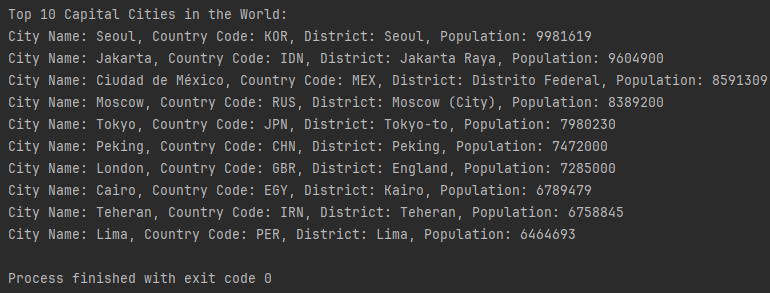 Top 10 Capital Cities in the World:
City Name: Seoul, Country Code: KOR, District: Seoul, Population: 9981619
City Name: Jakarta, Country Code: IDN, District: Jakarta Raya, Population: 9604900
City Name: Ciudad de México, Country Code: MEX, District: Distrito Federal, Population: 8591309
City Name: Moscow, Country Code: RUS, District: Moscow (City), Population: 8389200
City Name: Tokyo, Country Code: JPN, District: Tokyo-to, Population: 7980230
City Name: Peking, Country Code: CHN, District: Peking, Population: 7472000
City Name: London, Country Code: GBR, District: England, Population: 7285000
City Name: Cairo, Country Code: EGY, District: Kairo, Population: 6789479
City Name: Teheran, Country Code: IRN, District: Teheran, Population: 6758845
City Name: Lima, Country Code: PER, District: Lima, Population: 6464693
Process finished with exit code 0